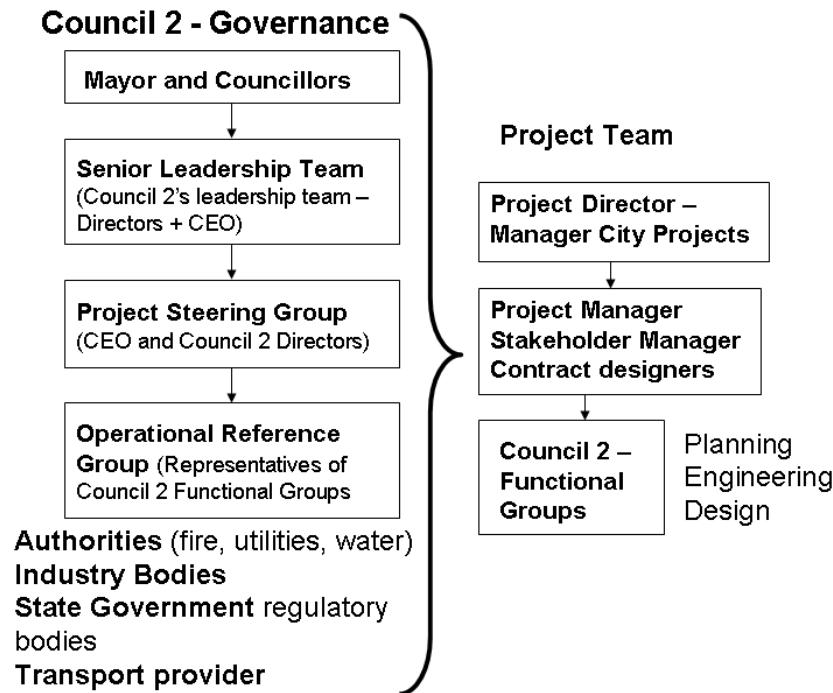 Council 2 - Governance
Mayor and Councillors
Senior Leadership Team
(Council 2's leadership team –
Directors + CEO)
Project Steering Group
(CEO and Council 2 Directors)
Operational Reference
Group (Representatives of
Council 2 Functional Groups
Authorities (fire, utilities, water)
Industry Bodies
State Government regulatory
bodies
Transport provider
Project Team
Project Director –
Manager City Projects
Project Manager
Stakeholder Manager
Contract designers
Council 2 –
Functional
Groups
Planning
Engineering
Design